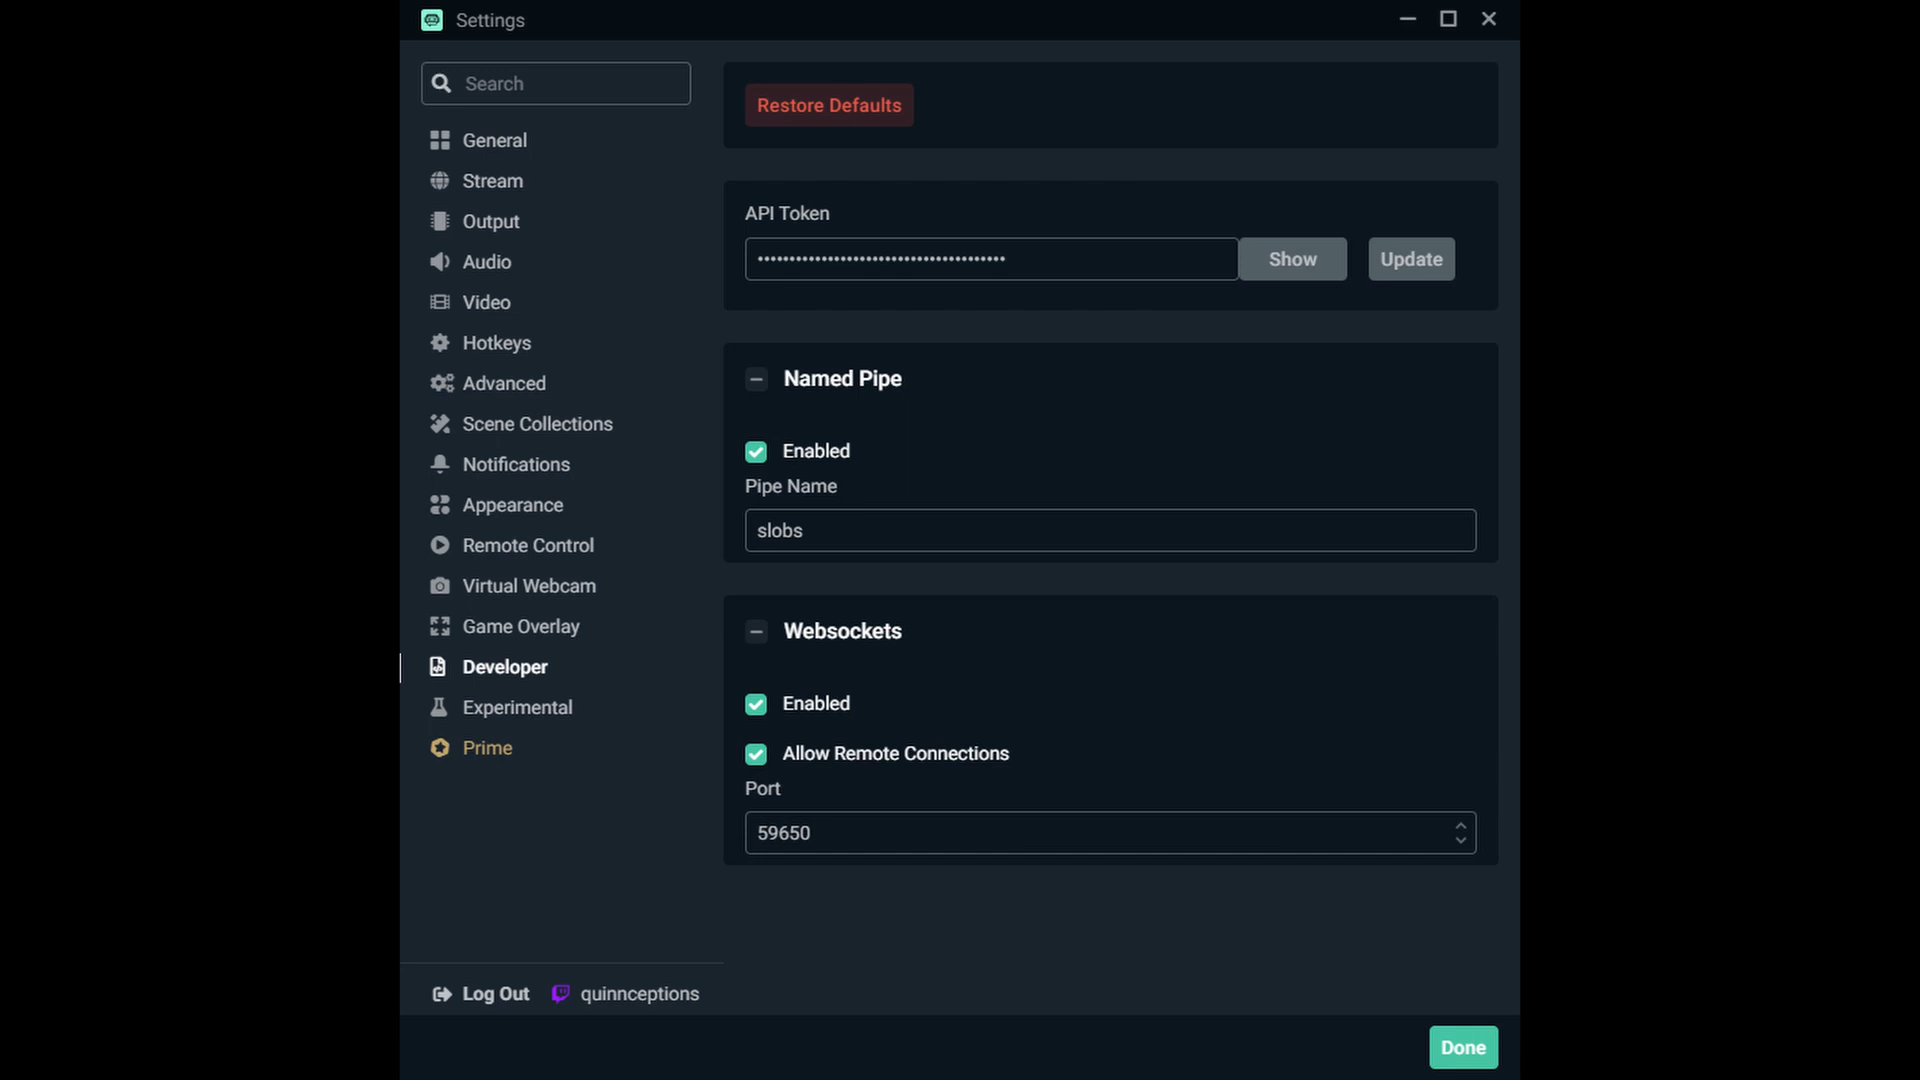 Settings
Search
General
Stream
Output
Audio
Video
Hotkeys
Advanced
Scene Collections
Notifications
Appearance
Remote Control
Virtual Webcam
Game Overlay
Developer
Experimental
Prime
Log Out quinnceptions
Restore Defaults
API Token
••••••••••••••••••••••••••••••••••••••••
Show Update
Named Pipe
Enabled
Pipe Name
slobs
Websockets
Enabled
Allow Remote Connections
Port
59650
Done